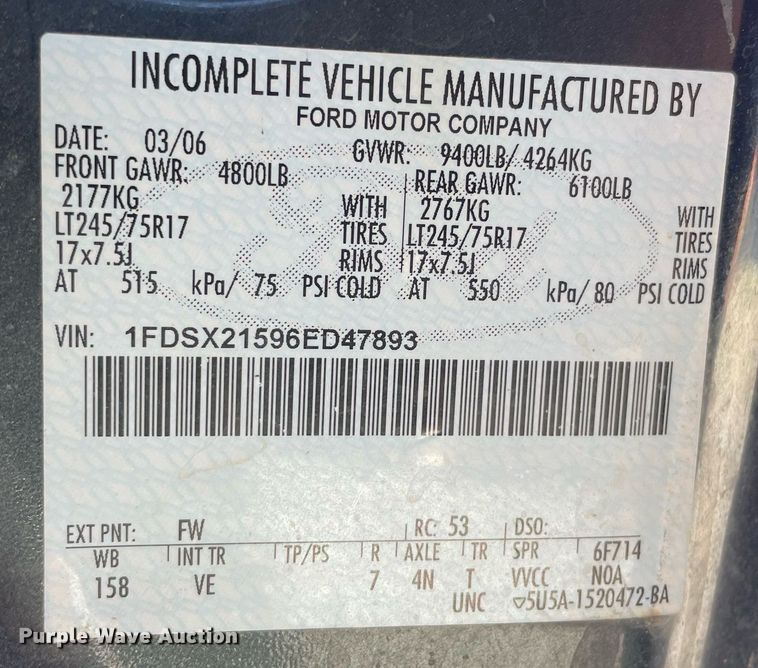 INCOMPLETE VEHICLE MANUFACTURED BY
FORD MOTOR COMPANY
DATE: 03/06 GVWR: 9400LB/ 4264KG
FRONT GAWR: 4800LB REAR GAWR: 6100LB
2177KG WITH 2767KG WITH
LT245/75R17 TIRES LT245/75R17 TIRES
17x7.5J RIMS 17x7.5J RIMS
AT 515 kPa/ 75 PSI COLD AT 550 kPa/ 80 PSI COLD
VIN: 1FDSX21596ED47893
EXT PNT: FW RC: 53 DSO:
WB INT TR TP/PS R AXLE TR SPR 6F714
158 VE 7 4N T VVCC NOA
UNC ▽5U5A-1520472-BA
Purple Wave Auction